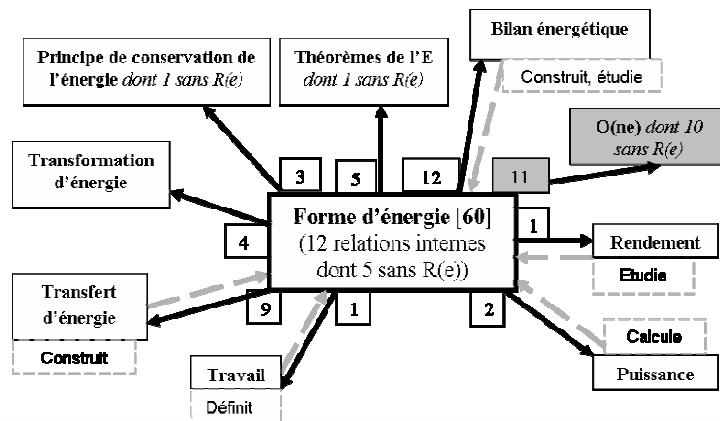 Bilan énergétique
Construit, étudie
Principe de conservation de
l'énergie dont 1 sans R(e)
Théorèmes de l'E
dont 1 sans R(e)
O(ne) dont 10
sans R(e)
Transformation
d'énergie
3
5
12
11
Forme d'énergie [60]
(12 relations internes
dont 5 sans R(e))
1
Rendement
Etudie
4
Transfert
d'énergie
Construit
9
1
2
Calcule
Puissance
Travail
Définit